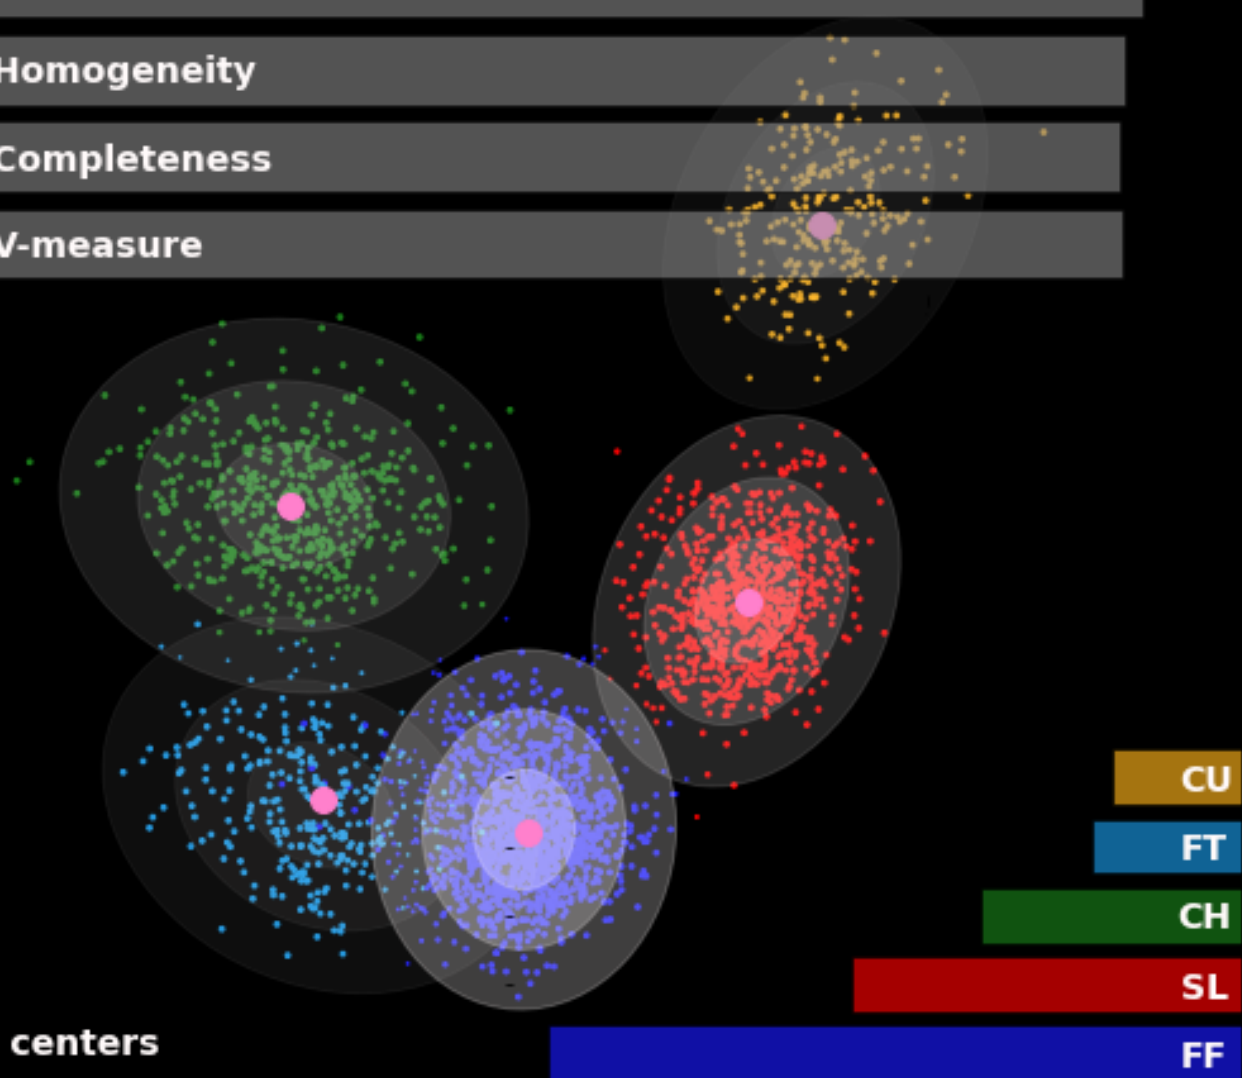 Homogeneity
Completeness
V-measure
CU
FT
CH
SL
centers
FF